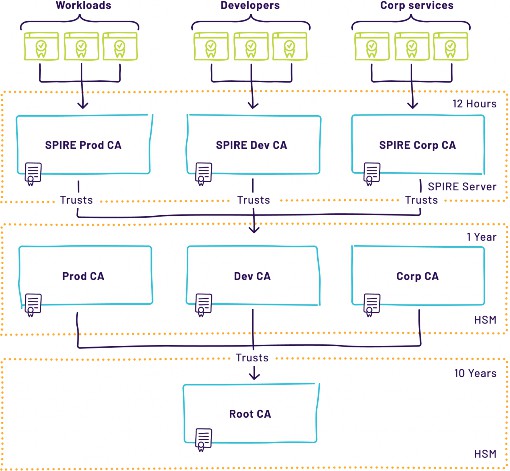 Workloads
Developers
Corp services
12 Hours
SPIRE Prod CA
SPIRE Dev CA
SPIRE Corp CA
SPIRE Server
Trusts
Trusts
Trusts
1 Year
Prod CA
Dev CA
Corp CA
HSM
Trusts
10 Years
Root CA
HSM